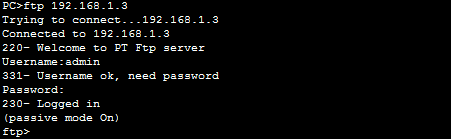 PC>ftp 192.168.1.3
Trying to connect...192.168.1.3
Connected to 192.168.1.3
220- Welcome to PT Ftp server
Username:admin
331- Username ok, need password
Password:
230- Logged in
(passive mode On)
ftp>